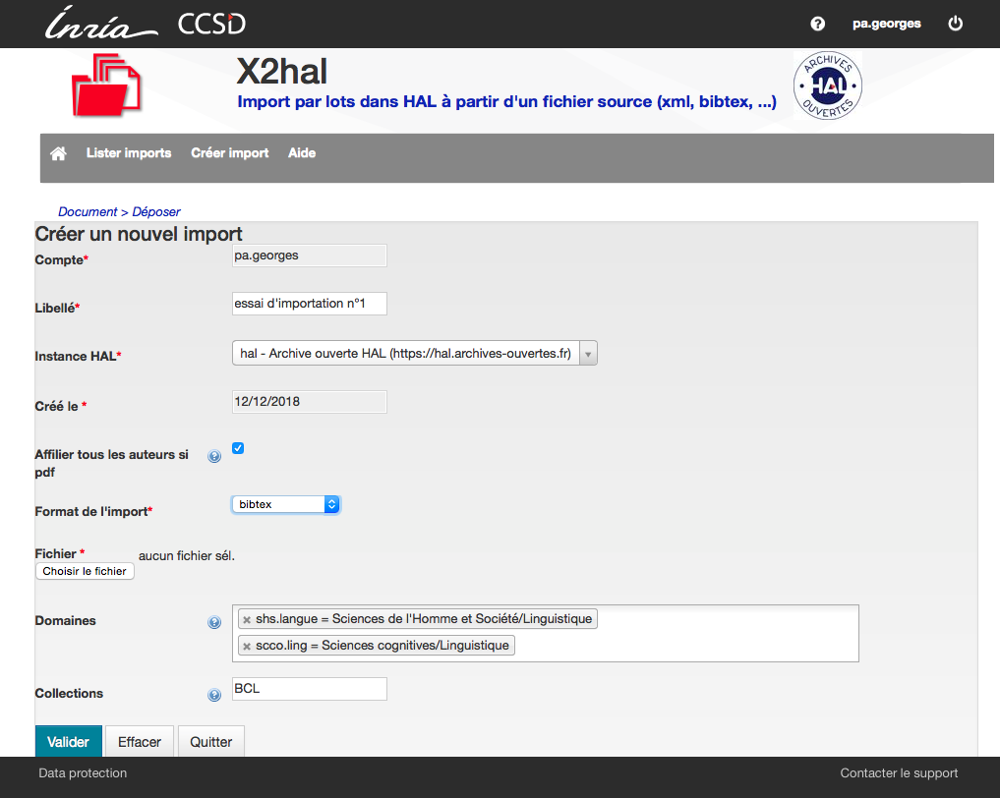 Inria CCSD
pa.georges
X2hal
Import par lots dans HAL à partir d'un fichier source (xml, bibtex, ...)
ARCHIVES
HAL
OUVERTES
Lister imports Créer import Aide
Document > Déposer
Créer un nouvel import
Compte* pa.georges
Libellé* essai d'importation n°1
Instance HAL* hal - Archive ouverte HAL (https://hal.archives-ouvertes.fr)
Créé le * 12/12/2018
Affilier tous les auteurs si
pdf
Format de l'import* bibtex
Fichier *
Choisir le fichier aucun fichier sél.
Domaines × shs.langue = Sciences de l'Homme et Société/Linguistique
× scco.ling = Sciences cognitives/Linguistique
Collections BCL
Valider Effacer Quitter
Data protection Contacter le support